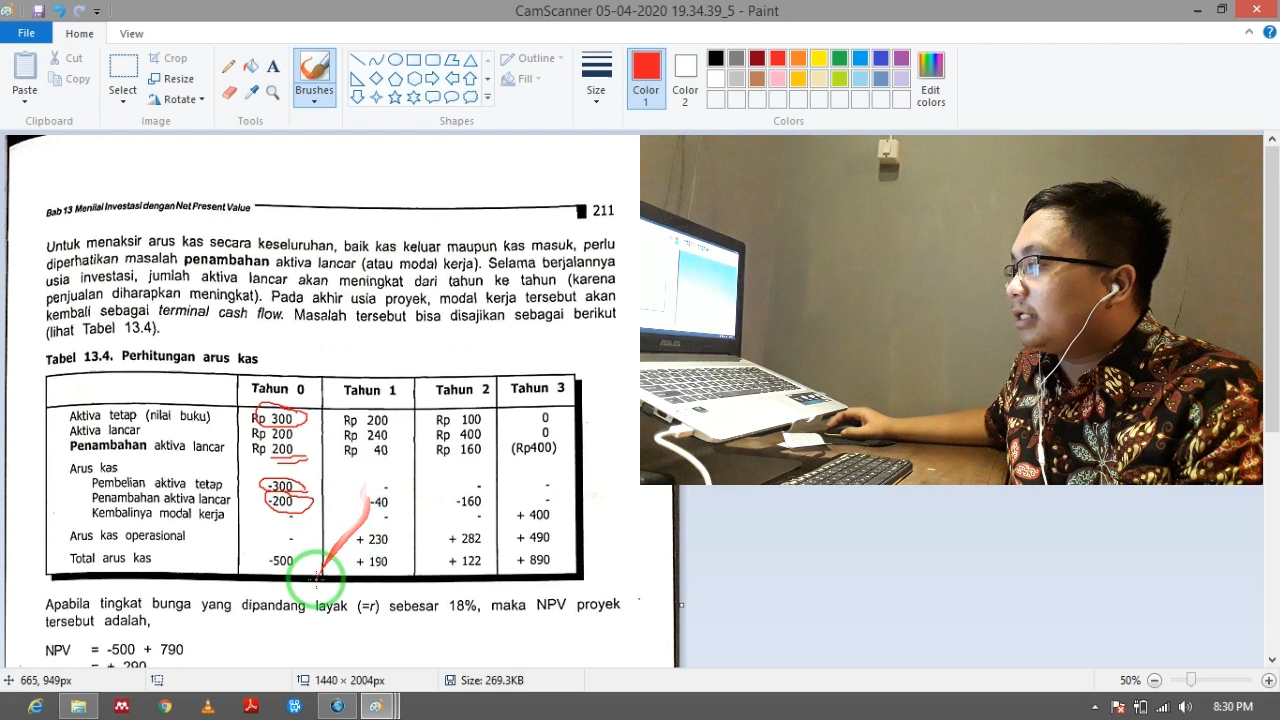 CamScanner 05-04-2020 19.34.39_5 - Paint
File Home View
Paste
Cut
Copy
Clipboard
Select
Crop
Resize
Rotate
Image
A
Tools
Brushes
Shapes
Outline
Fill
Size
Color 1
Color 2
Edit colors
Colors
Bab 13 Menilai Investasi dengan Net Present Value 211
Untuk menaksir arus kas secara keseluruhan, baik kas keluar maupun kas masuk, perlu
diperhatikan masalah penambahan aktiva lancar (atau modal kerja). Selama berjalannya
usia investasi, jumlah aktiva lancar akan meningkat dari tahun ke tahun (karena
penjualan diharapkan meningkat). Pada akhir usia proyek, modal kerja tersebut akan
kembali sebagai terminal cash flow. Masalah tersebut bisa disajikan sebagai berikut
(lihat Tabel 13.4).
Tabel 13.4. Perhitungan arus kas
Tahun 0 Tahun 1 Tahun 2 Tahun 3
Aktiva tetap (nilai buku) Rp 300 Rp 200 Rp 100 0
Aktiva lancar Rp 200 Rp 240 Rp 400 0
Penambahan aktiva lancar Rp 200 Rp 40 Rp 160 (Rp400)
Arus kas
Pembelian aktiva tetap -300 - - -
Penambahan aktiva lancar -200 -40 -160 -
Kembalinya modal kerja - - - + 400
Arus kas operasional - + 230 + 282 + 490
Total arus kas -500 + 190 + 122 + 890
Apabila tingkat bunga yang dipandang layak (=r) sebesar 18%, maka NPV proyek
tersebut adalah,
NPV = -500 + 790
= + 290
ASUS
665, 949px
1440 × 2004px
Size: 269.3KB
50%
8:30 PM